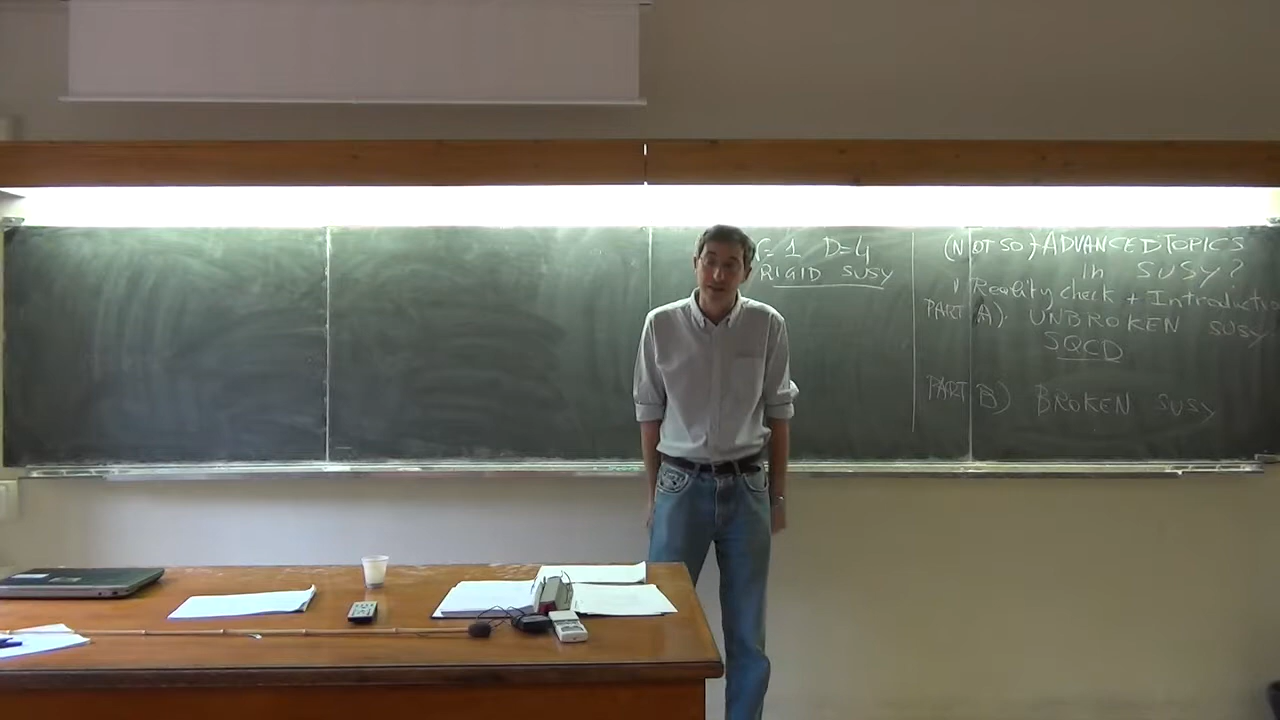 =1 D=4
RIGID SUSY
(NOT SO) ADVANCED TOPICS
in SUSY?
Reality check + Introductio
PART A) UNBROKEN SUSY
SQCD
PART B) BROKEN SUSY